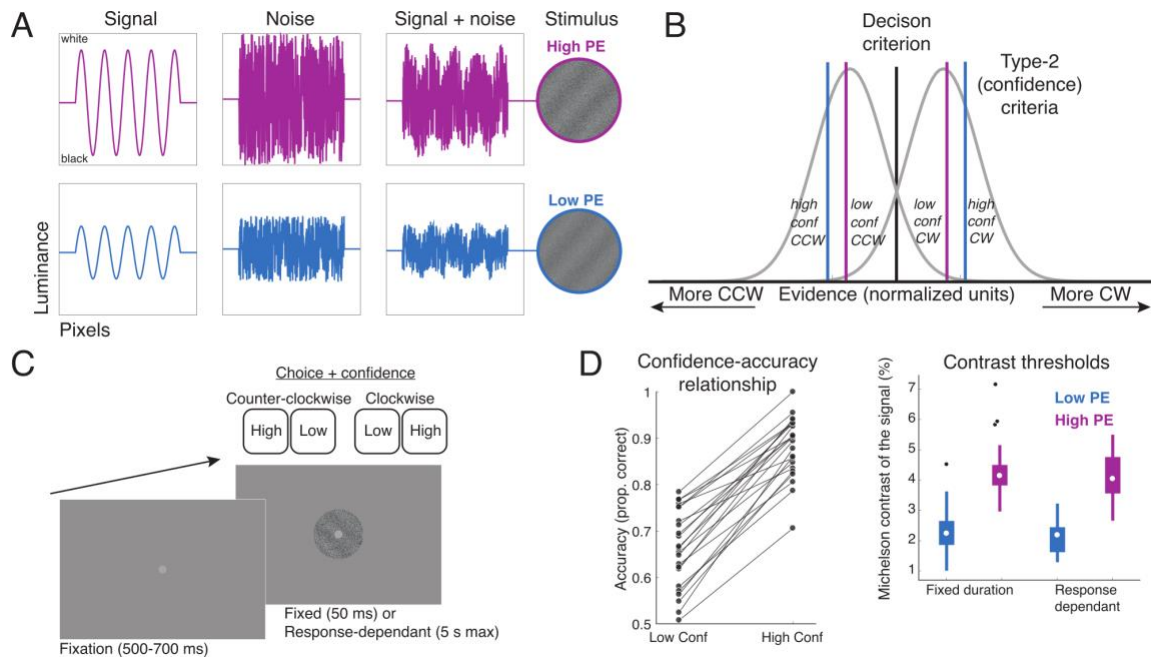 A
Signal
Noise
Signal + noise
Stimulus
white
black
High PE
Low PE
Luminance
Pixels
B
Decison
criterion
Type-2
(confidence)
criteria
high
conf
CCW
low
conf
CCW
low
conf
CW
high
conf
CW
More CCW
Evidence (normalized units)
More CW
C
Choice + confidence
Counter-clockwise
Clockwise
High
Low
Low
High
Fixed (50 ms) or
Response-dependant (5 s max)
Fixation (500-700 ms)
D
Confidence-accuracy
relationship
Accuracy (prop. correct)
1
0.9
0.8
0.7
0.6
0.5
Low Conf
High Conf
Contrast thresholds
Michelson contrast of the signal (%)
7
6
5
4
3
2
1
Low PE
High PE
Fixed duration
Response
dependant